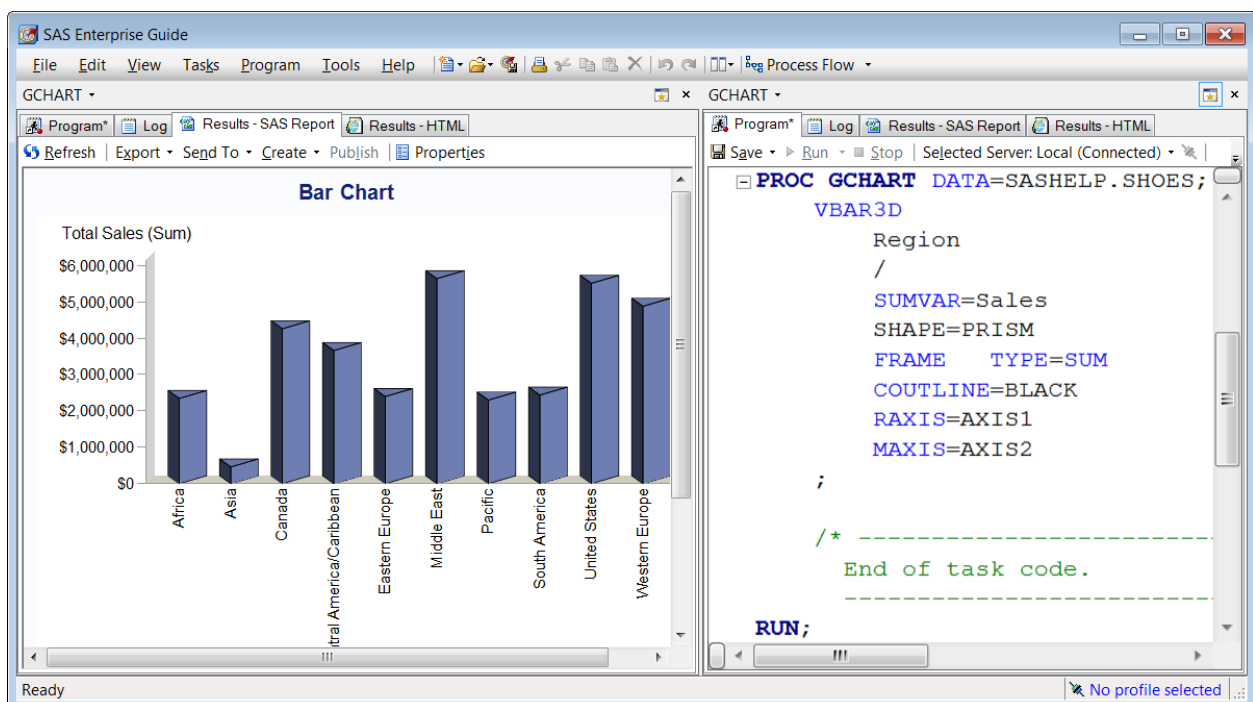 SAS Enterprise Guide
File Edit View Tasks Program Tools Help Process Flow
GCHART
Program* Log Results - SAS Report Results - HTML
Refresh Export Send To Create Publish Properties
Bar Chart
Total Sales (Sum)
$6,000,000
$5,000,000
$4,000,000
$3,000,000
$2,000,000
$1,000,000
$0
Africa
Asia
Canada
tral America/Caribbean
Eastern Europe
Middle East
Pacific
South America
United States
Western Europe
GCHART
Program* Log Results - SAS Report Results - HTML
Save Run Stop Selected Server: Local (Connected)
PROC GCHART DATA=SASHELP.SHOES;
VBAR3D
Region
/
SUMVAR=Sales
SHAPE=PRISM
FRAME TYPE=SUM
COUTLINE=BLACK
RAXIS=AXIS1
MAXIS=AXIS2
;
/* -------------------------
End of task code.
-------------------------
RUN;
Ready
No profile selected